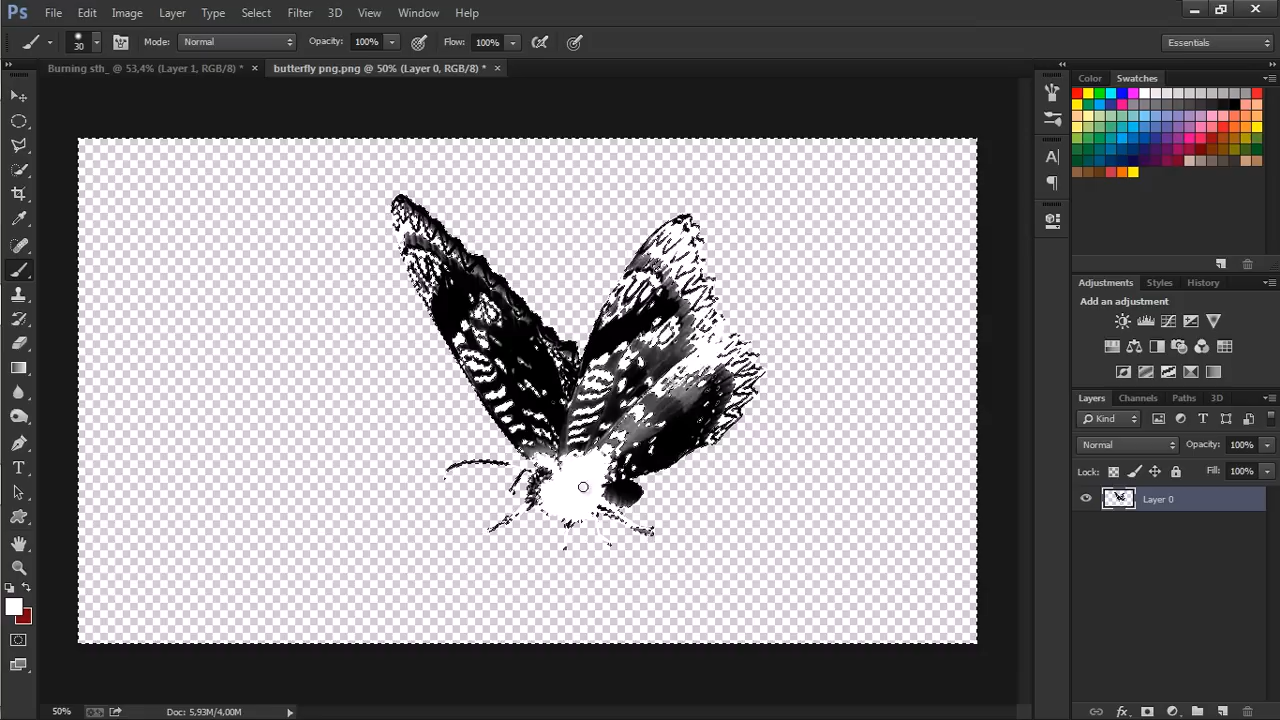 Ps File Edit Image Layer Type Select Filter 3D View Window Help
30 Mode: Normal Opacity: 100% Flow: 100% Essentials
Burning sth_ @ 53,4% (Layer 1, RGB/8) * × butterfly png.png @ 50% (Layer 0, RGB/8) * ×
Color Swatches
Adjustments Styles History
Add an adjustment
Layers Channels Paths 3D
Kind
Normal Opacity: 100%
Lock: Fill: 100%
Layer 0
50% Doc: 5,93M/4,00M